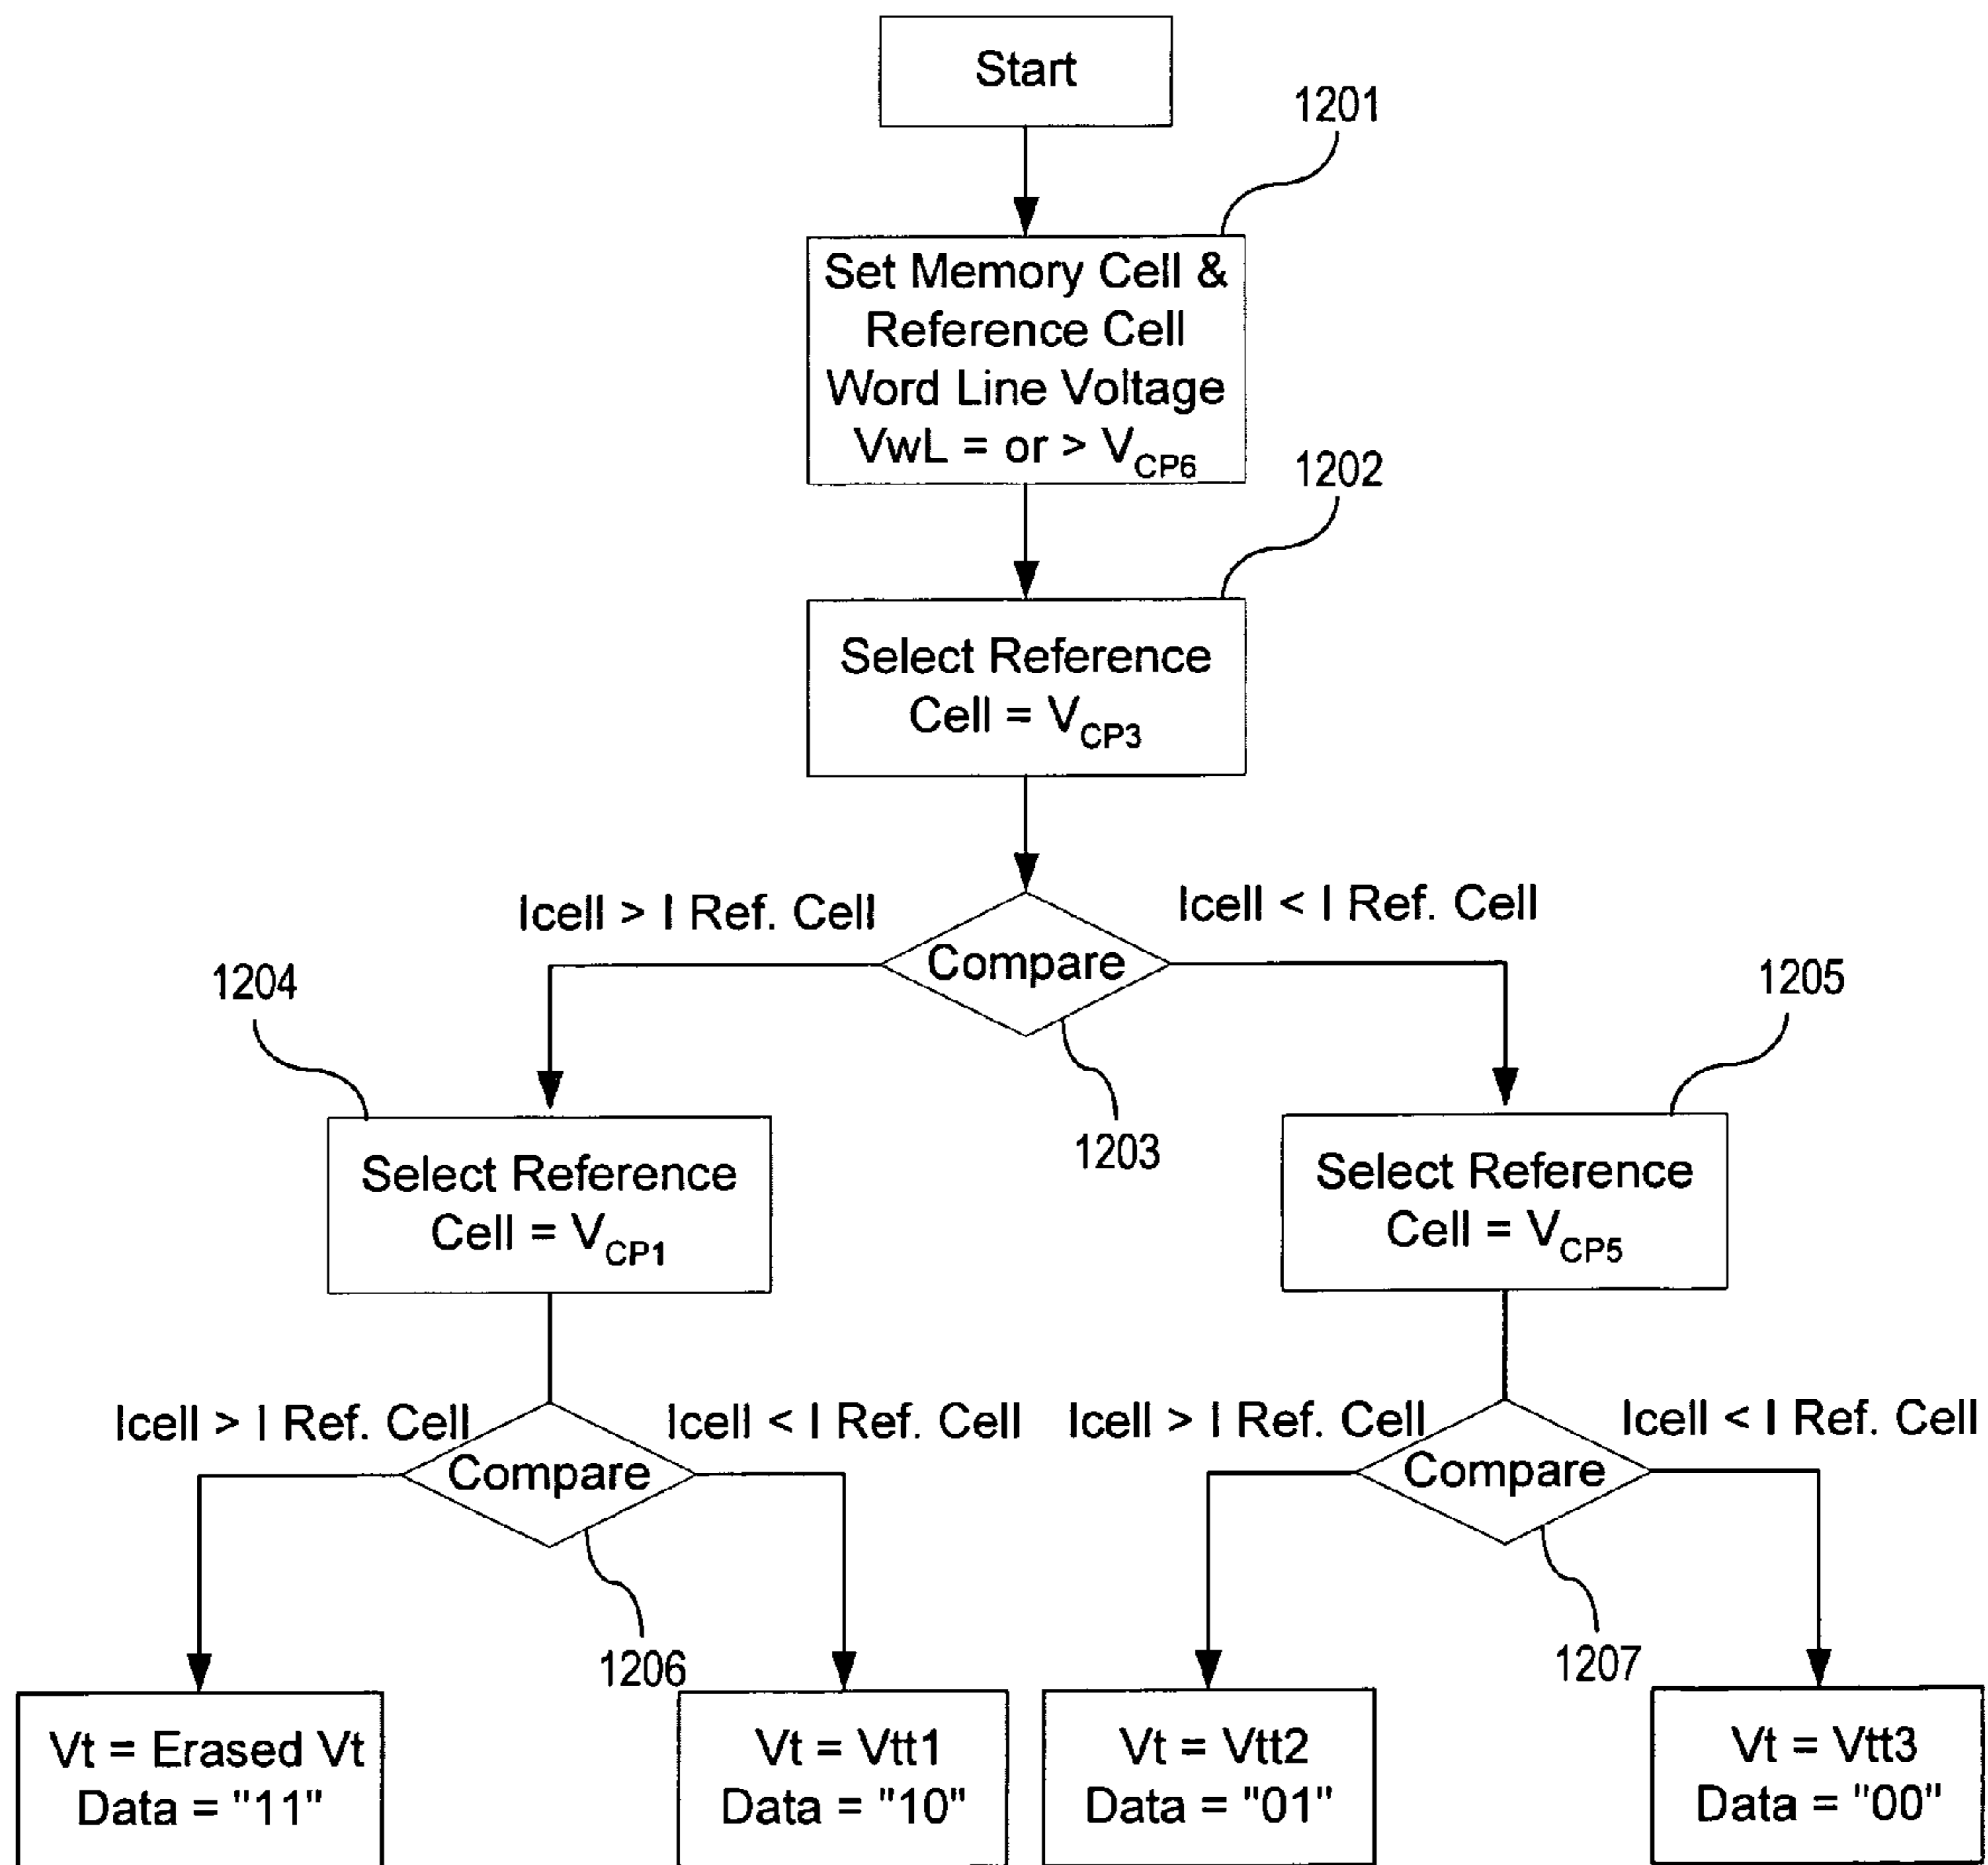 Start
1201
Set Memory Cell &
Reference Cell
Word Line Voltage
VwL = or > VCP6
1202
Select Reference
Cell = VCP3
Icell > I Ref. Cell
Icell < I Ref. Cell
Compare
1203
1204
1205
Select Reference
Cell = VCP1
Select Reference
Cell = VCP5
Icell > I Ref. Cell
Icell < I Ref. Cell
Icell > I Ref. Cell
Icell < I Ref. Cell
Compare
Compare
1206
1207
Vt = Erased Vt
Data = "11"
Vt = Vtt1
Data = "10"
Vt = Vtt2
Data = "01"
Vt = Vtt3
Data = "00"